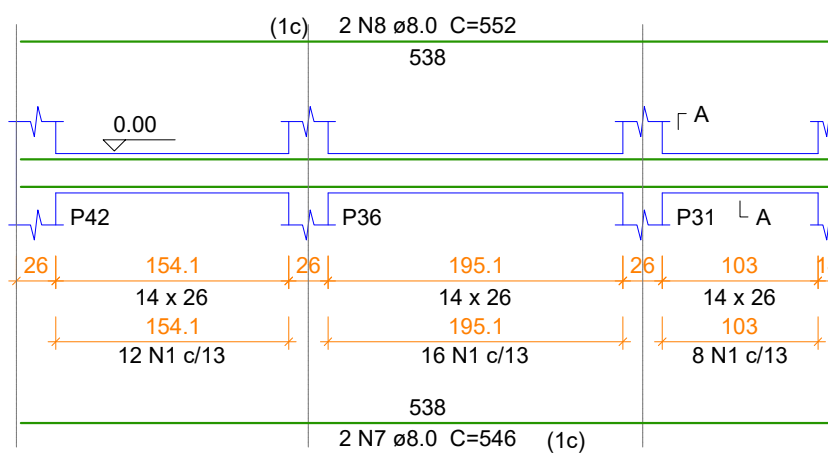 (1c) 2 N8 ø8.0 C=552
538
0.00
A
P42 P36 P31 A
26 154.1 26 195.1 26 103 1
14 x 26 14 x 26 14 x 26
154.1 195.1 103
12 N1 c/13 16 N1 c/13 8 N1 c/13
538
2 N7 ø8.0 C=546 (1c)